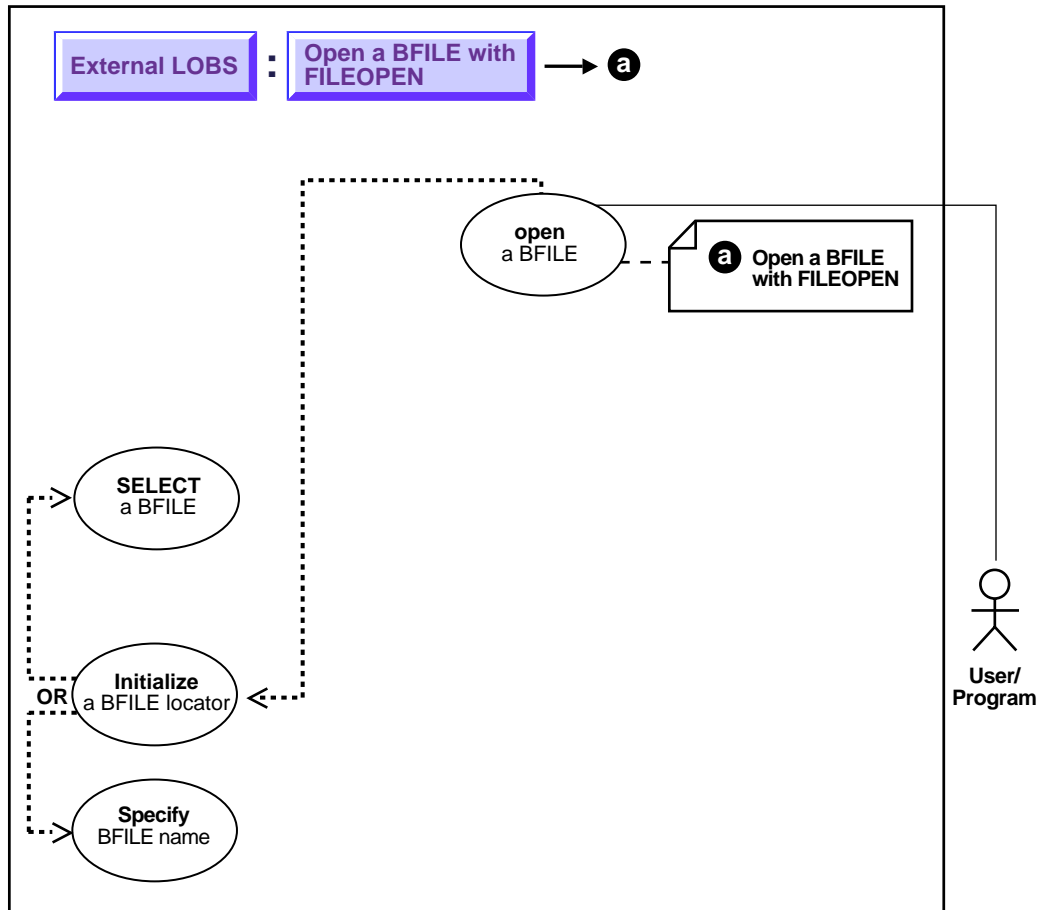 External LOBS : Open a BFILE with
FILEOPEN
a
open
a BFILE
a Open a BFILE
with FILEOPEN
SELECT
a BFILE
OR
Initialize
a BFILE locator
User/
Program
Specify
BFILE name